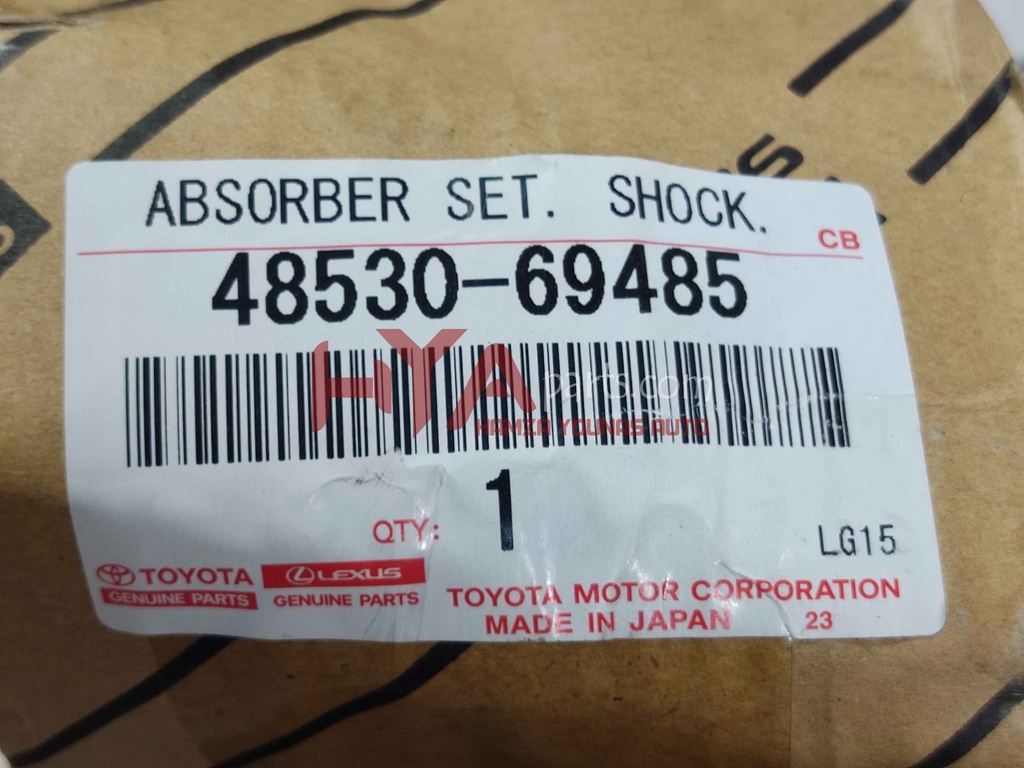 ABSORBER SET. SHOCK.
CB
48530-69485
HYA parts.com
HAMZA YOUNAS AUTO
QTY: 1
LG15
TOYOTA
GENUINE PARTS
LEXUS
GENUINE PARTS
TOYOTA MOTOR CORPORATION
MADE IN JAPAN 23